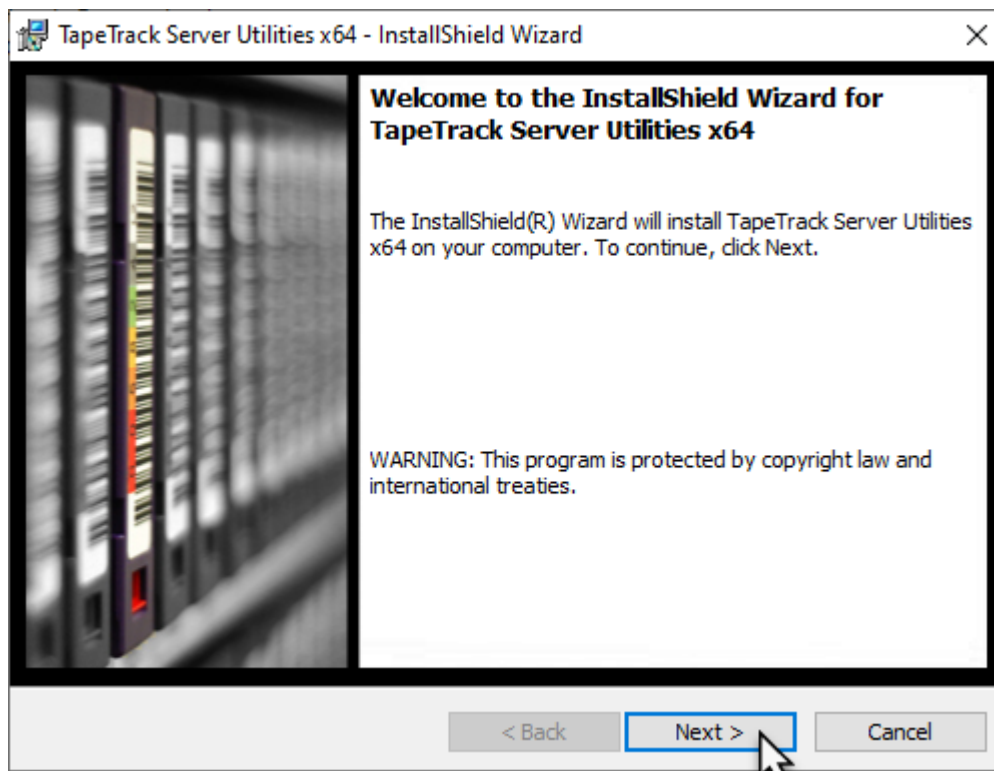 TapeTrack Server Utilities x64 - InstallShield Wizard
Welcome to the InstallShield Wizard for
TapeTrack Server Utilities x64
The InstallShield(R) Wizard will install TapeTrack Server Utilities
x64 on your computer. To continue, click Next.
WARNING: This program is protected by copyright law and
international treaties.
< Back
Next >
Cancel